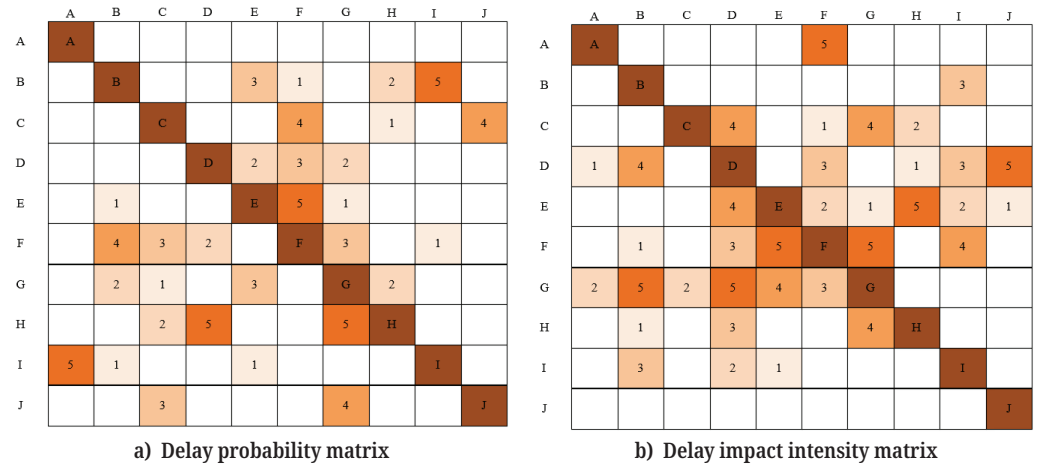 A B C D E F G H I J
A A
B B 3 1 2 5
C C 4 1 4
D D 2 3 2
E 1 E 5 1
F 4 3 2 F 3 1
G 2 1 3 G 2
H 2 5 5 H
I 5 1 1 I
J 3 4 J
a) Delay probability matrix
A B C D E F G H I J
A A 5
B B 3
C C 4 1 4 2
D 1 4 D 3 1 3 5
E 4 E 2 1 5 2 1
F 1 3 5 F 5 4
G 2 5 2 5 4 3 G
H 1 3 4 H
I 3 2 1 I
J J
b) Delay impact intensity matrix